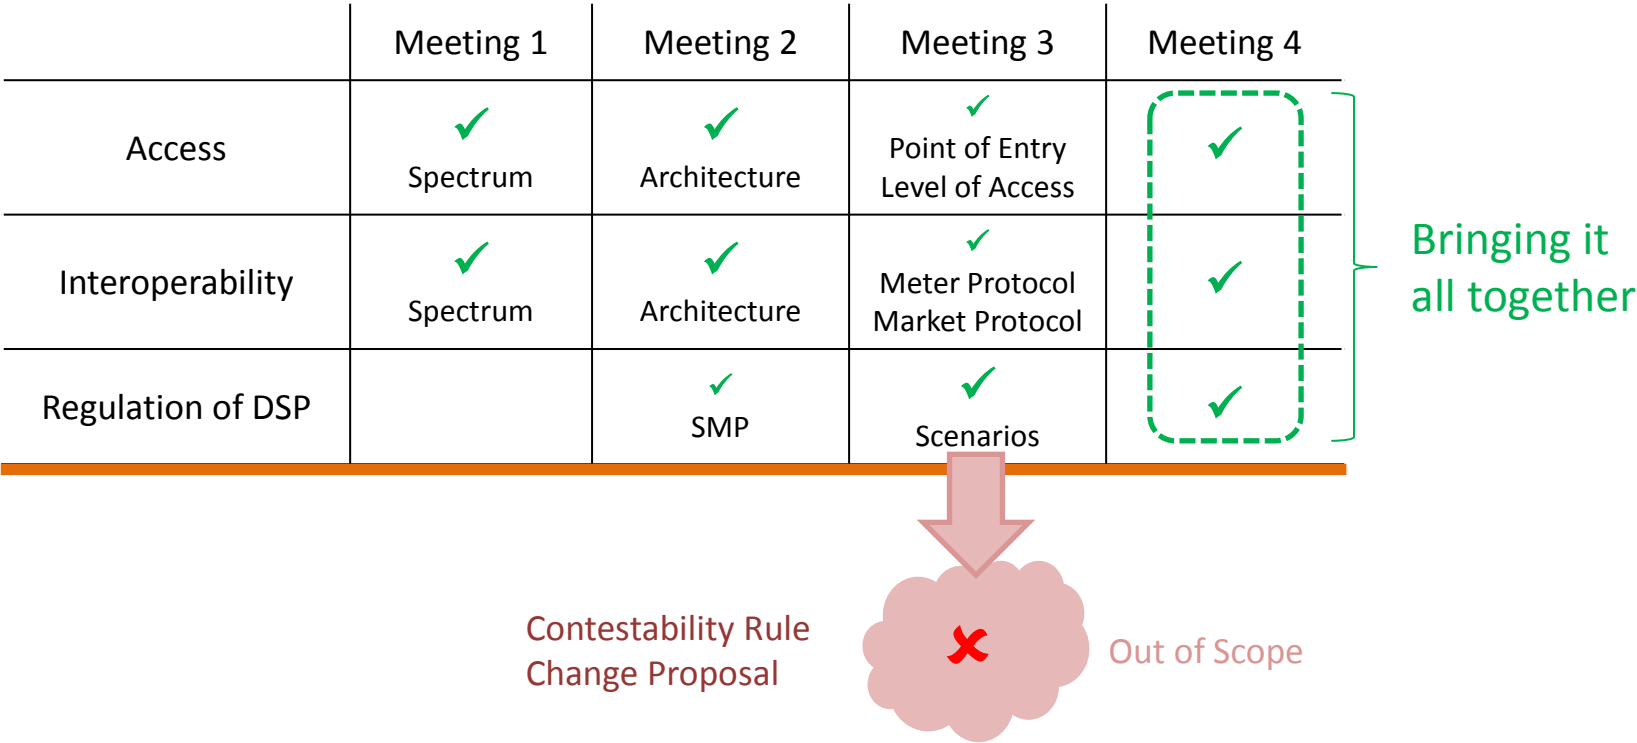 Meeting 1 Meeting 2 Meeting 3 Meeting 4
Access
✓ ✓ ✓ ✓
Spectrum Architecture Point of Entry
Level of Access
Interoperability
✓ ✓ ✓ ✓
Spectrum Architecture Meter Protocol
Market Protocol
Regulation of DSP
✓ ✓ ✓
SMP Scenarios
Bringing it
all together
Contestability Rule
Change Proposal
✘
Out of Scope